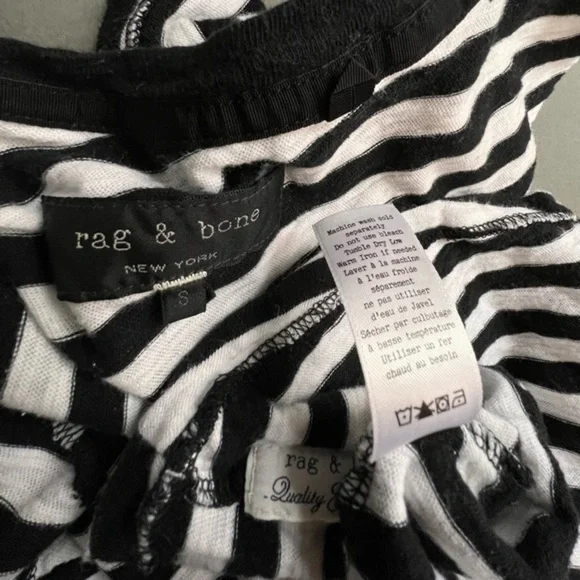 rag & bone
NEW YORK
S
Machine wash cold
separately
Do not use bleach
Tumble Dry Low
Warm Iron if needed
Laver à la machine
à l'eau froide
séparement
ne pas utiliser
d'eau de Javel
Sécher par culbutage
à basse température
Utiliser un fer
chaud au besoin
rag &
Quality